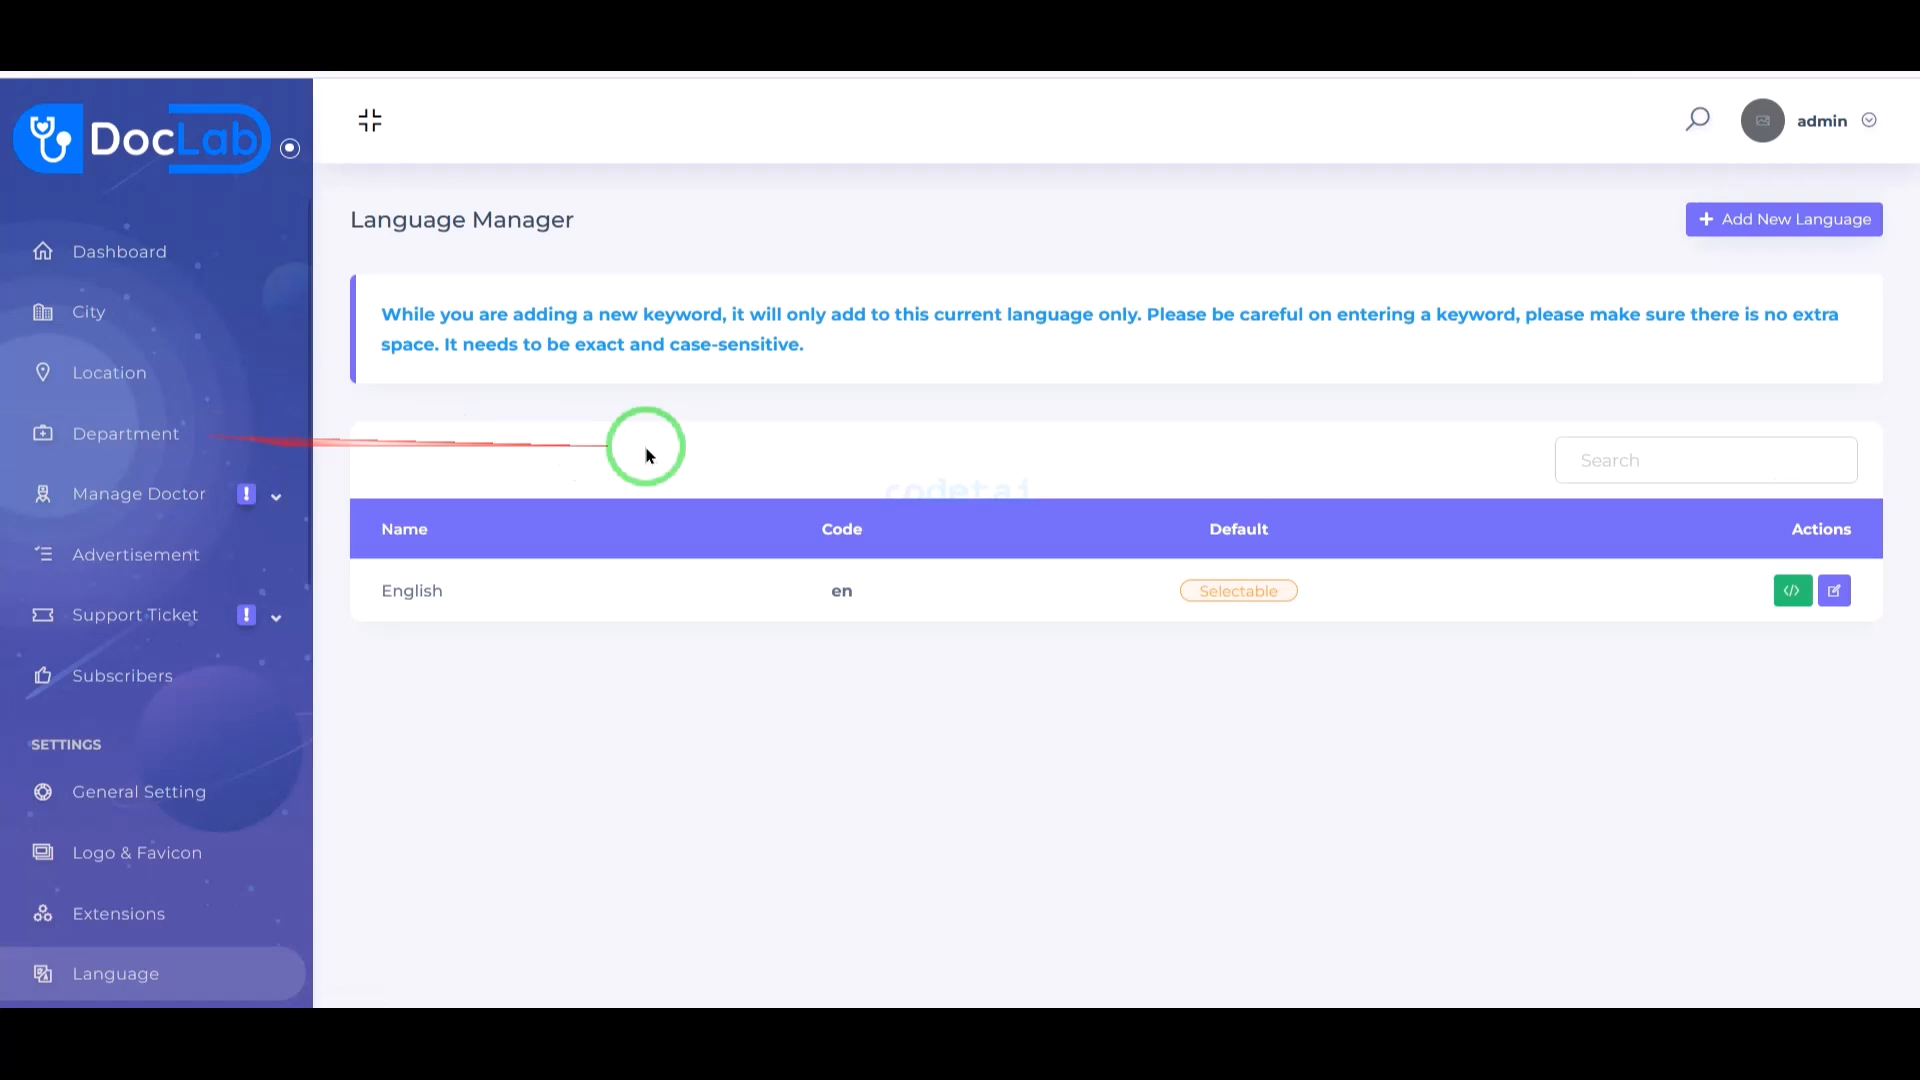 DocLab
admin
Dashboard
City
Location
Department
Manage Doctor
Advertisement
Support Ticket
Subscribers
SETTINGS
General Setting
Logo & Favicon
Extensions
Language
Language Manager
+ Add New Language
While you are adding a new keyword, it will only add to this current language only. Please be careful on entering a keyword, please make sure there is no extra
space. It needs to be exact and case-sensitive.
Search
Name Code Default Actions
English en Selectable